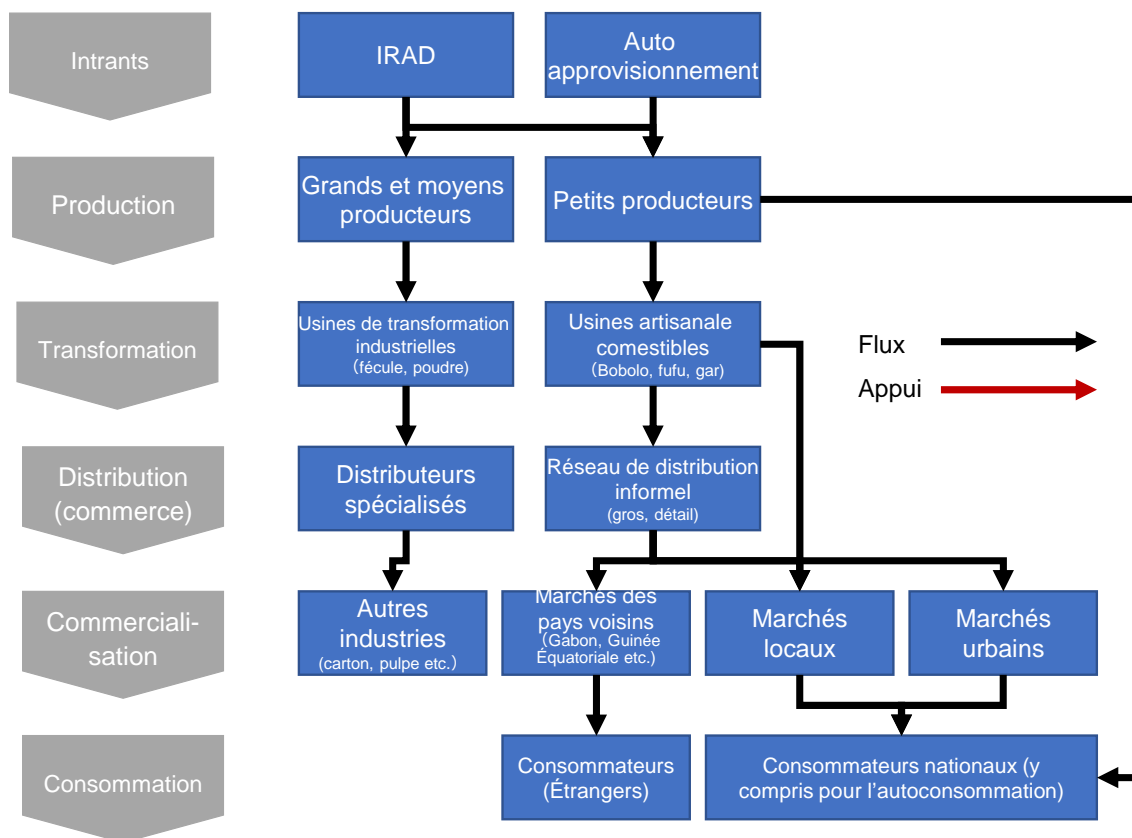 Intrants
IRAD
Auto
approvisionnement
Production
Grands et moyens
producteurs
Petits producteurs
Transformation
Usines de transformation
industrielles
(fécule, poudre)
Usines artisanale
comestibles
(Bobolo, fufu, gar)
Flux
Appui
Distribution
(commerce)
Distributeurs
spécialisés
Réseau de distribution
informel
(gros, détail)
Commerciali-
sation
Autres
industries
(carton, pulpe etc.)
Marchés des
pays voisins
(Gabon, Guinée
Équatoriale etc.)
Marchés
locaux
Marchés
urbains
Consommation
Consommateurs
(Étrangers)
Consommateurs nationaux (y
compris pour l'autoconsommation)